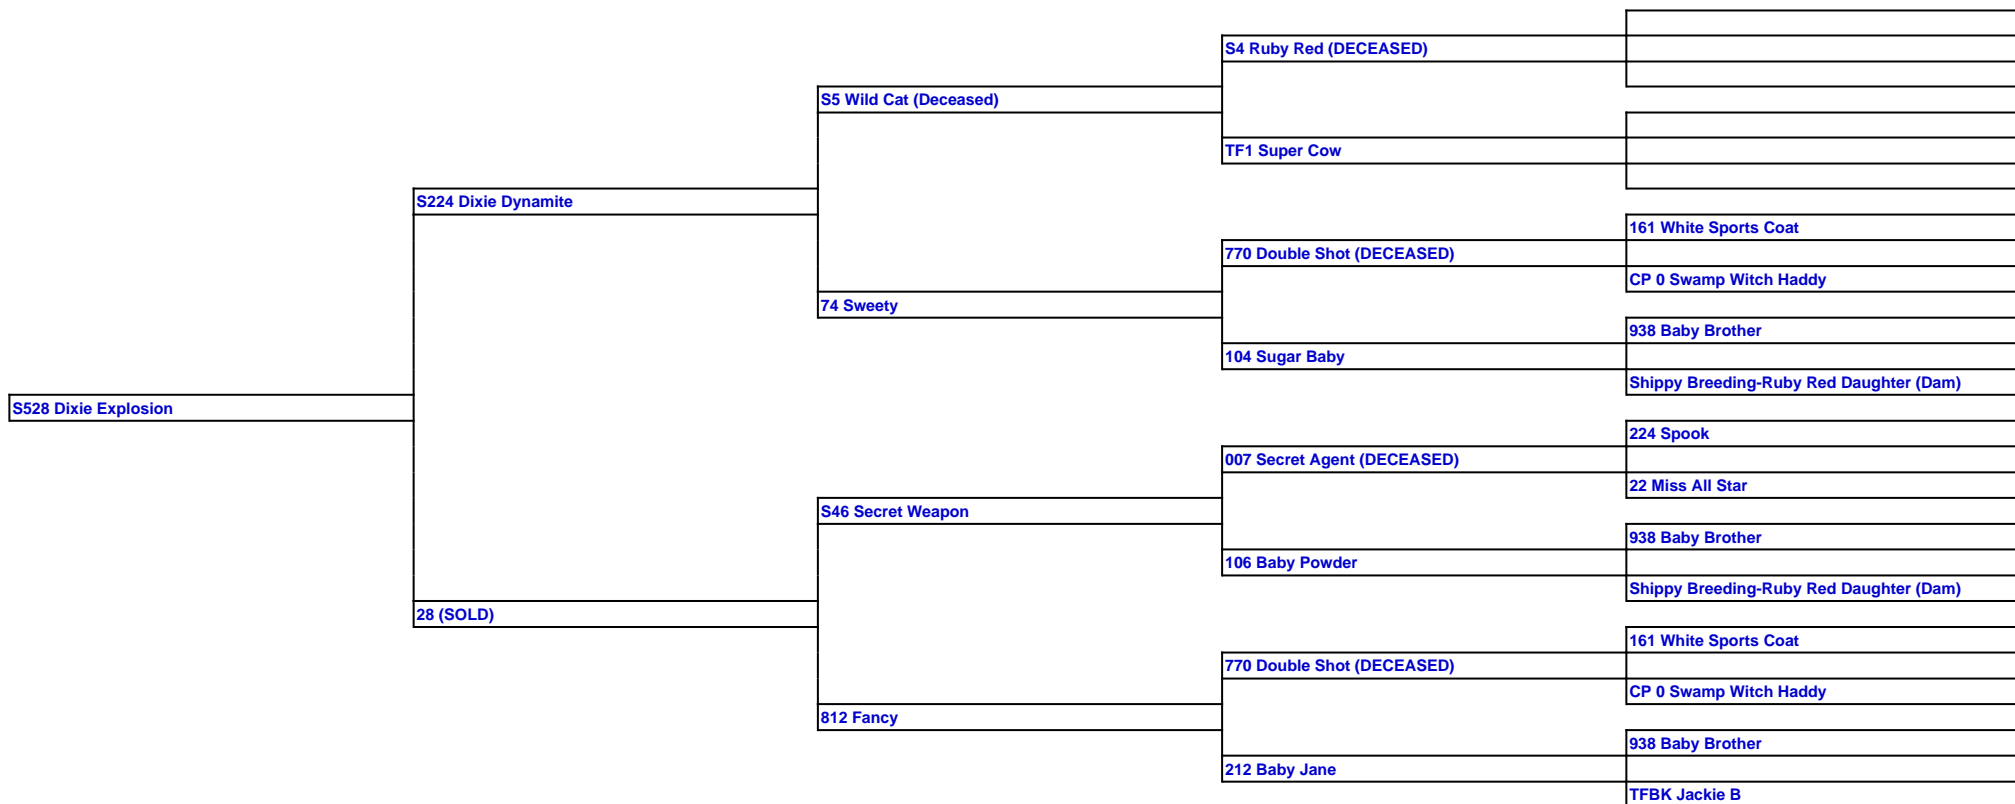 S4 Ruby Red (DECEASED)
S5 Wild Cat (Deceased)
TF1 Super Cow
S224 Dixie Dynamite
161 White Sports Coat
770 Double Shot (DECEASED)
CP 0 Swamp Witch Haddy
74 Sweety
938 Baby Brother
104 Sugar Baby
Shippy Breeding-Ruby Red Daughter (Dam)
S528 Dixie Explosion
224 Spook
007 Secret Agent (DECEASED)
22 Miss All Star
S46 Secret Weapon
938 Baby Brother
106 Baby Powder
Shippy Breeding-Ruby Red Daughter (Dam)
28 (SOLD)
161 White Sports Coat
770 Double Shot (DECEASED)
CP 0 Swamp Witch Haddy
812 Fancy
938 Baby Brother
212 Baby Jane
TFBK Jackie B